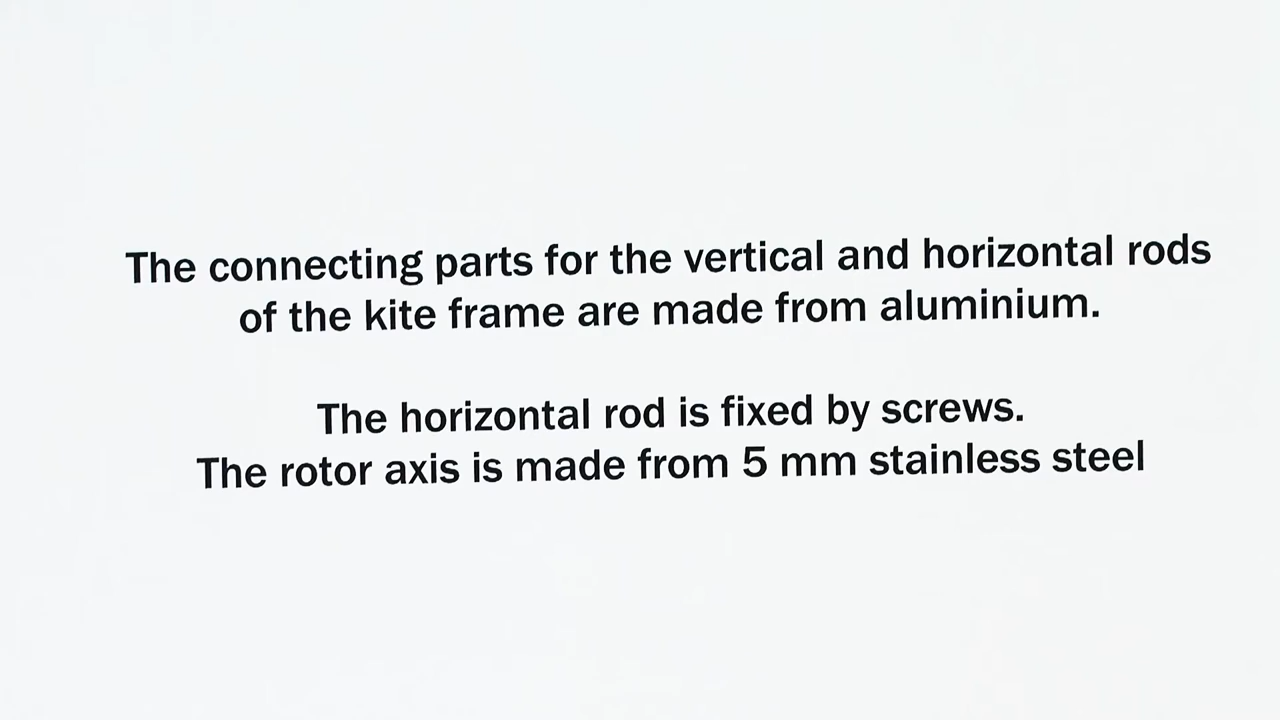 The connecting parts for the vertical and horizontal rods
of the kite frame are made from aluminium.
The horizontal rod is fixed by screws.
The rotor axis is made from 5 mm stainless steel